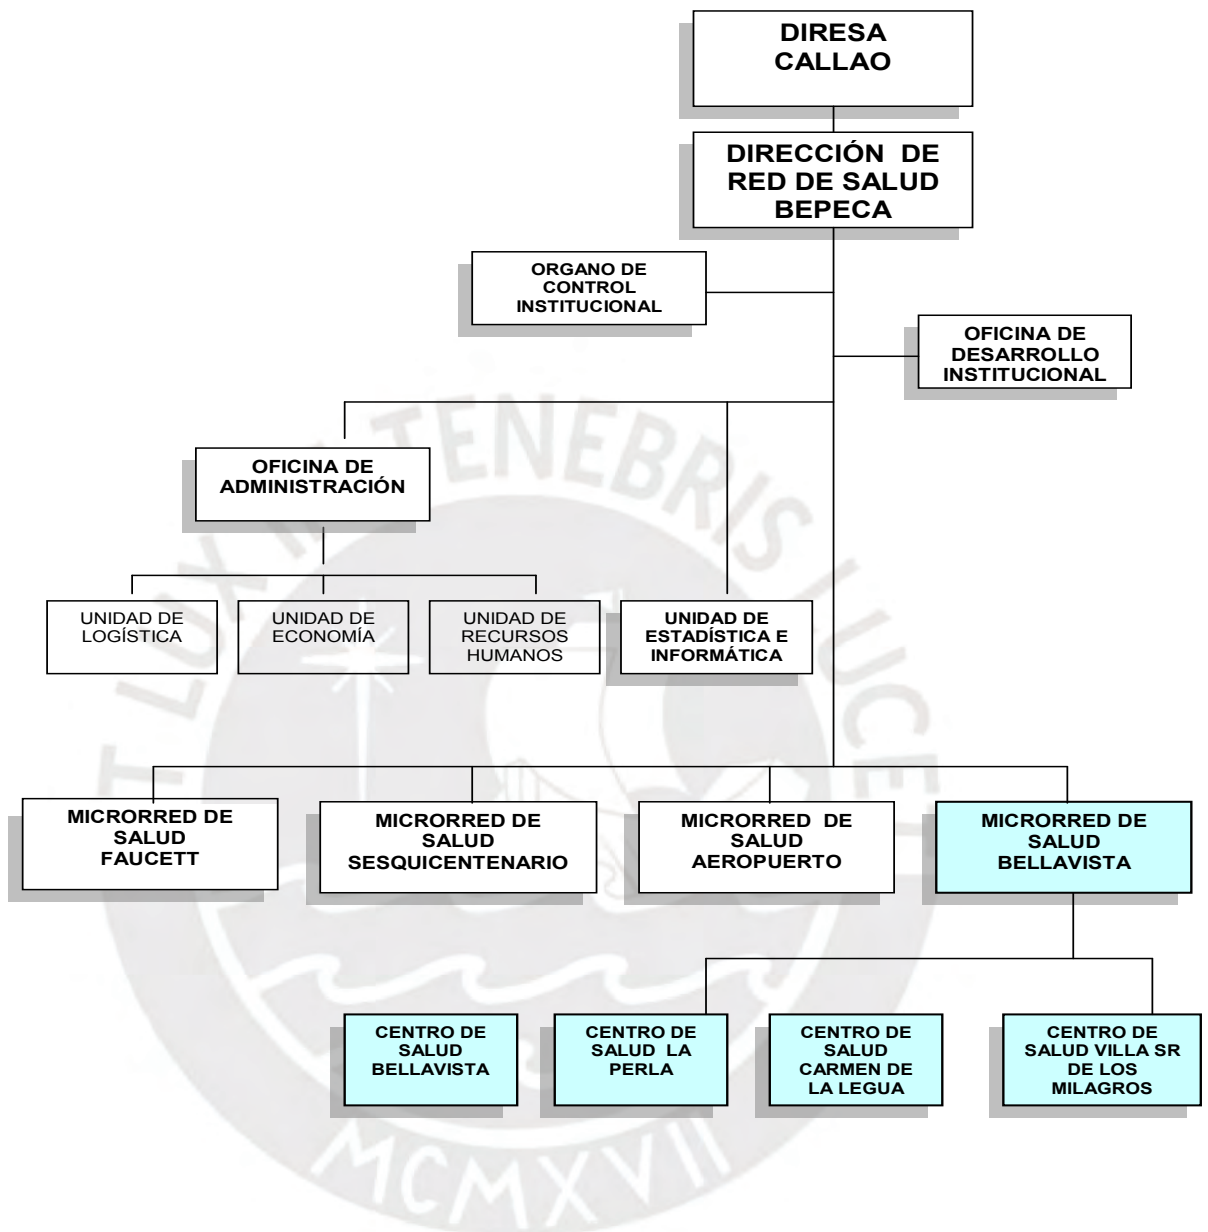 DIRESA
CALLAO
DIRECCIÓN DE
RED DE SALUD
BEPECA
ORGANO DE
CONTROL
INSTITUCIONAL
OFICINA DE
DESARROLLO
INSTITUCIONAL
OFICINA DE
ADMINISTRACIÓN
UNIDAD DE
LOGÍSTICA
UNIDAD DE
ECONOMÍA
UNIDAD DE
RECURSOS
HUMANOS
UNIDAD DE
ESTADÍSTICA E
INFORMÁTICA
MICRORRED DE
SALUD
FAUCETT
MICRORRED DE
SALUD
SESQUICENTENARIO
MICRORRED DE
SALUD
AEROPUERTO
MICRORRED DE
SALUD
BELLAVISTA
CENTRO DE
SALUD
BELLAVISTA
CENTRO DE
SALUD LA
PERLA
CENTRO DE
SALUD
CARMEN DE
LA LEGUA
CENTRO DE
SALUD VILLA SR
DE LOS
MILAGROS
TENEBRIS
MCMXVII